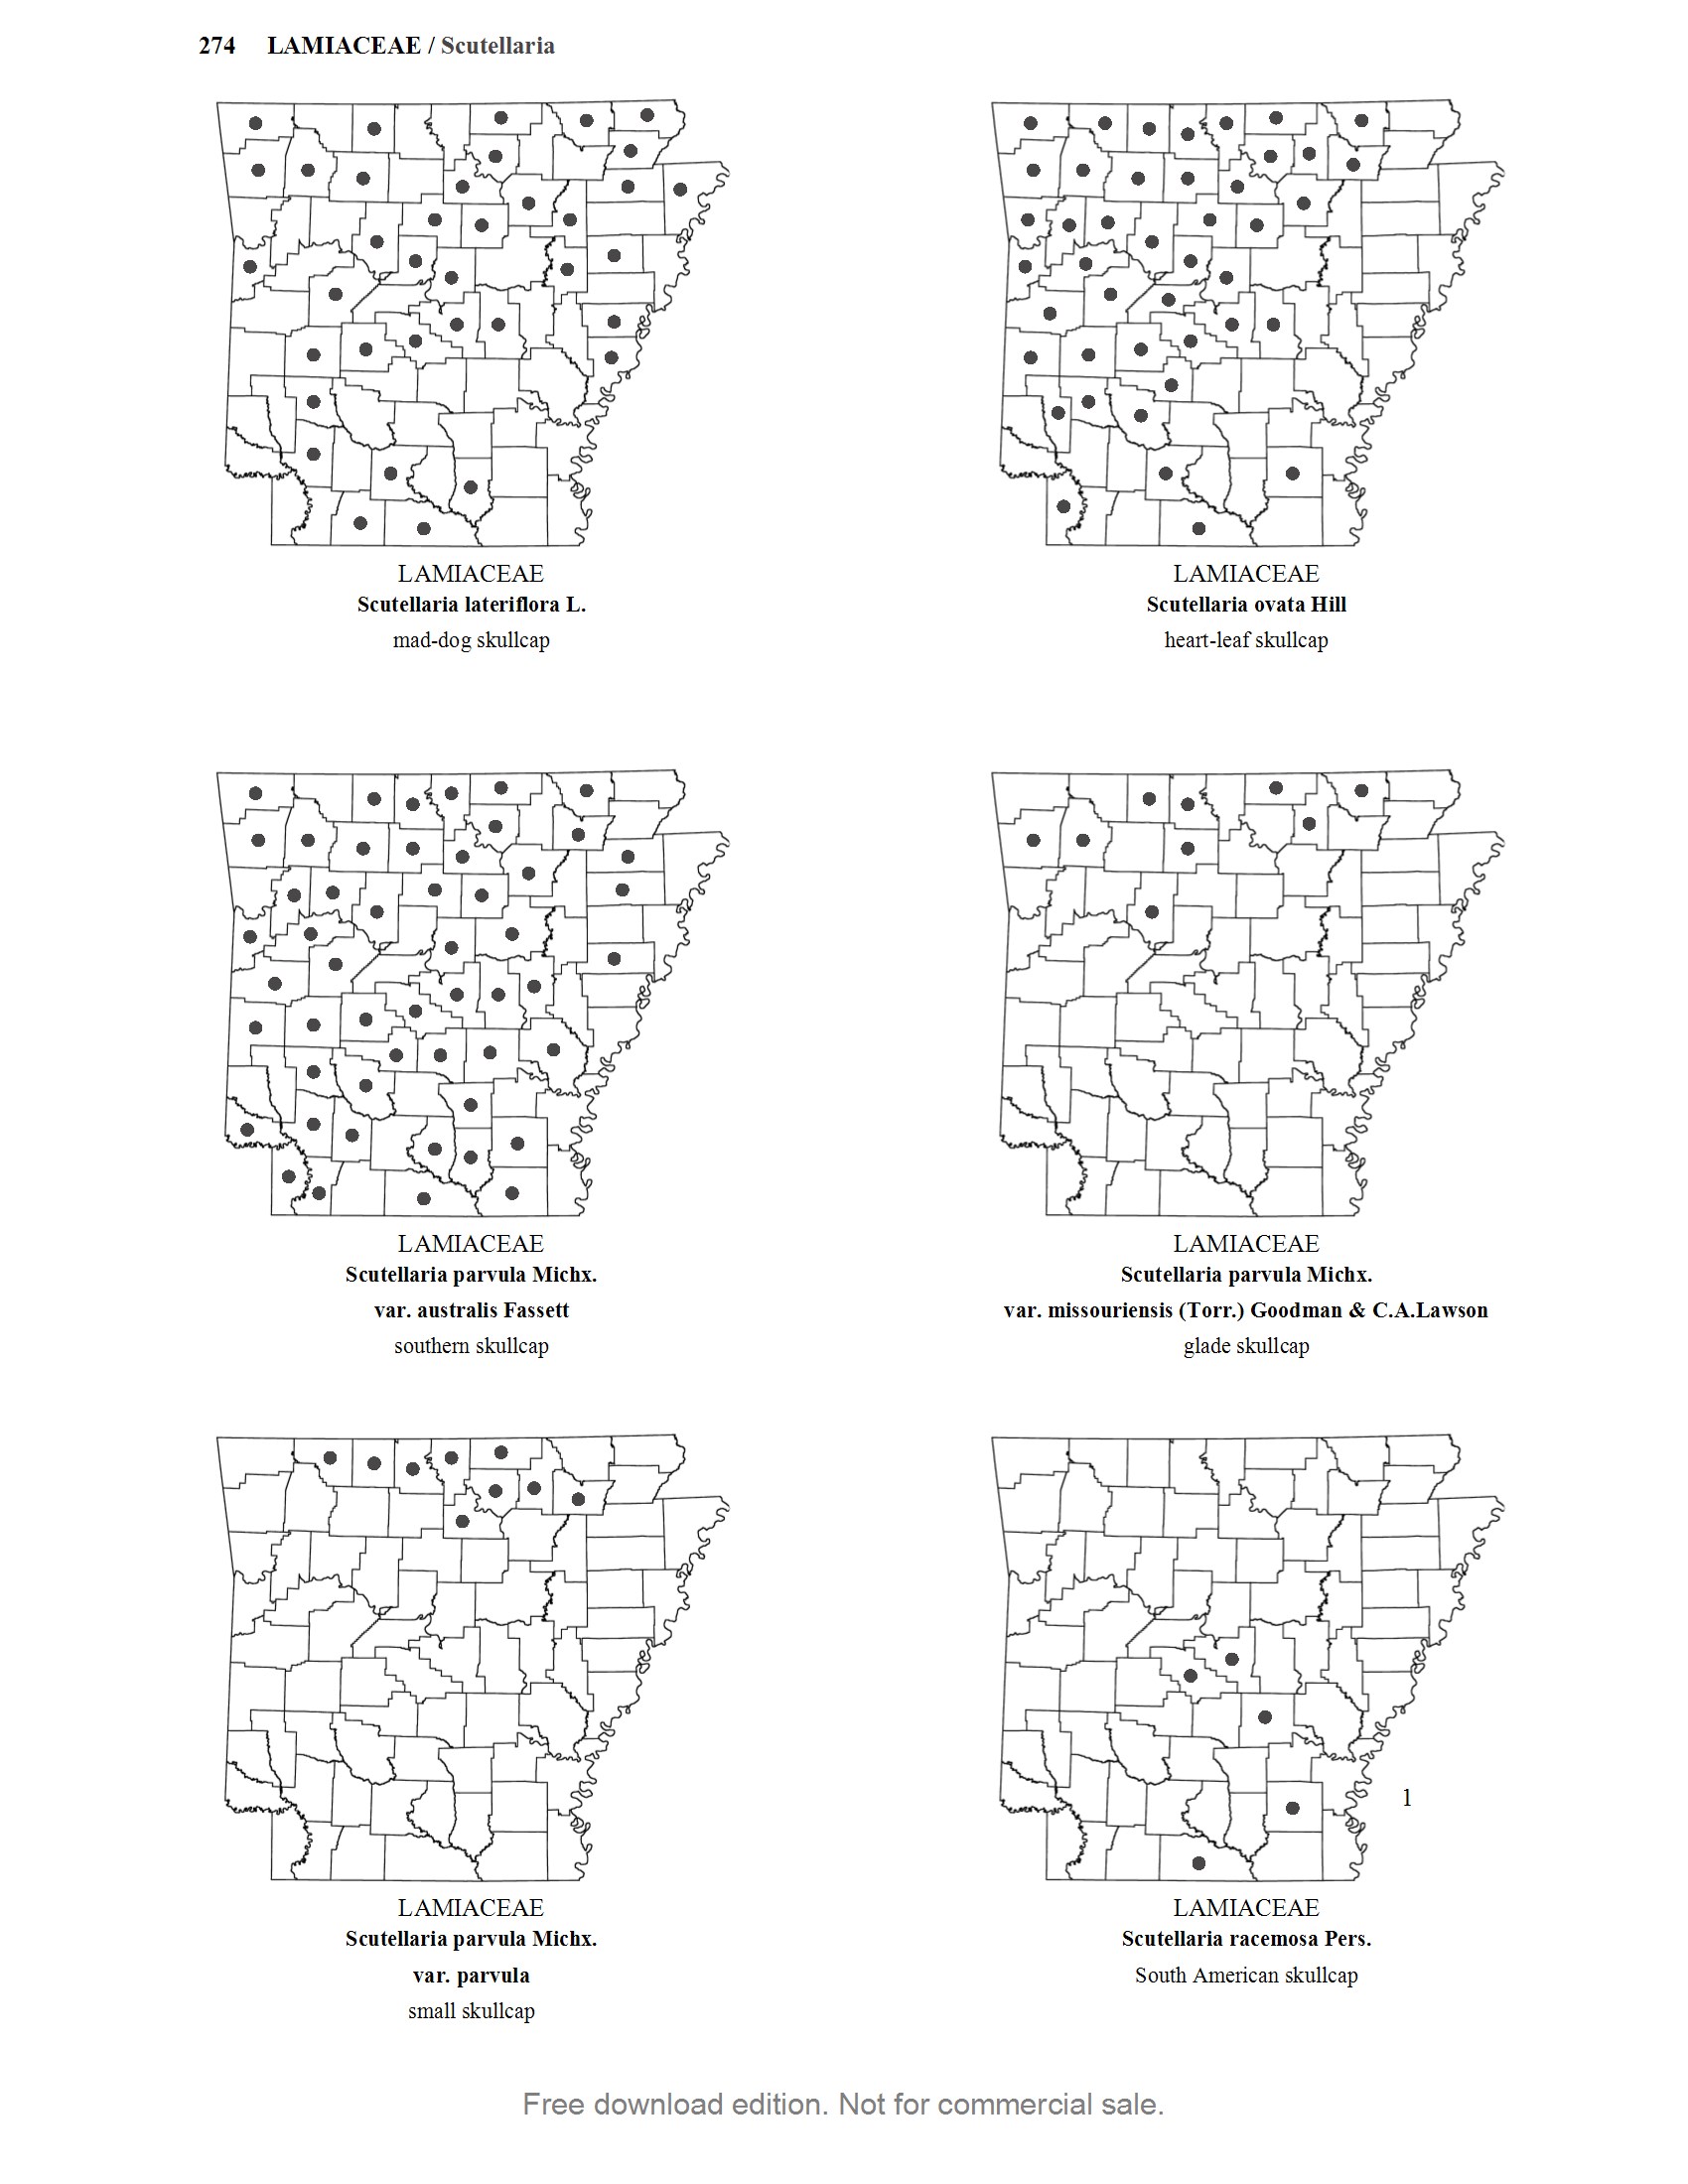 274 LAMIACEAE / Scutellaria
LAMIACEAE
Scutellaria lateriflora L.
mad-dog skullcap
LAMIACEAE
Scutellaria ovata Hill
heart-leaf skullcap
LAMIACEAE
Scutellaria parvula Michx.
var. australis Fassett
southern skullcap
LAMIACEAE
Scutellaria parvula Michx.
var. missouriensis (Torr.) Goodman & C.A.Lawson
glade skullcap
LAMIACEAE
Scutellaria parvula Michx.
var. parvula
small skullcap
1
LAMIACEAE
Scutellaria racemosa Pers.
South American skullcap
Free download edition. Not for commercial sale.